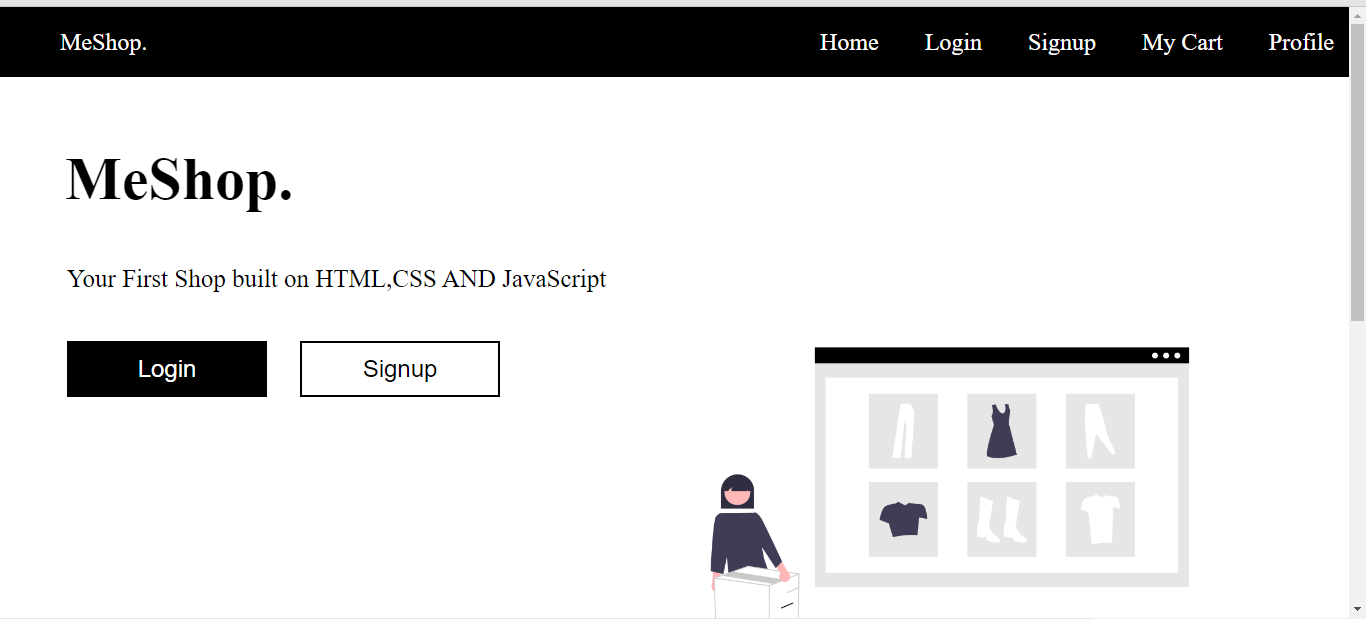 MeShop. Home Login Signup My Cart Profile
MeShop.
Your First Shop built on HTML,CSS AND JavaScript
Login Signup